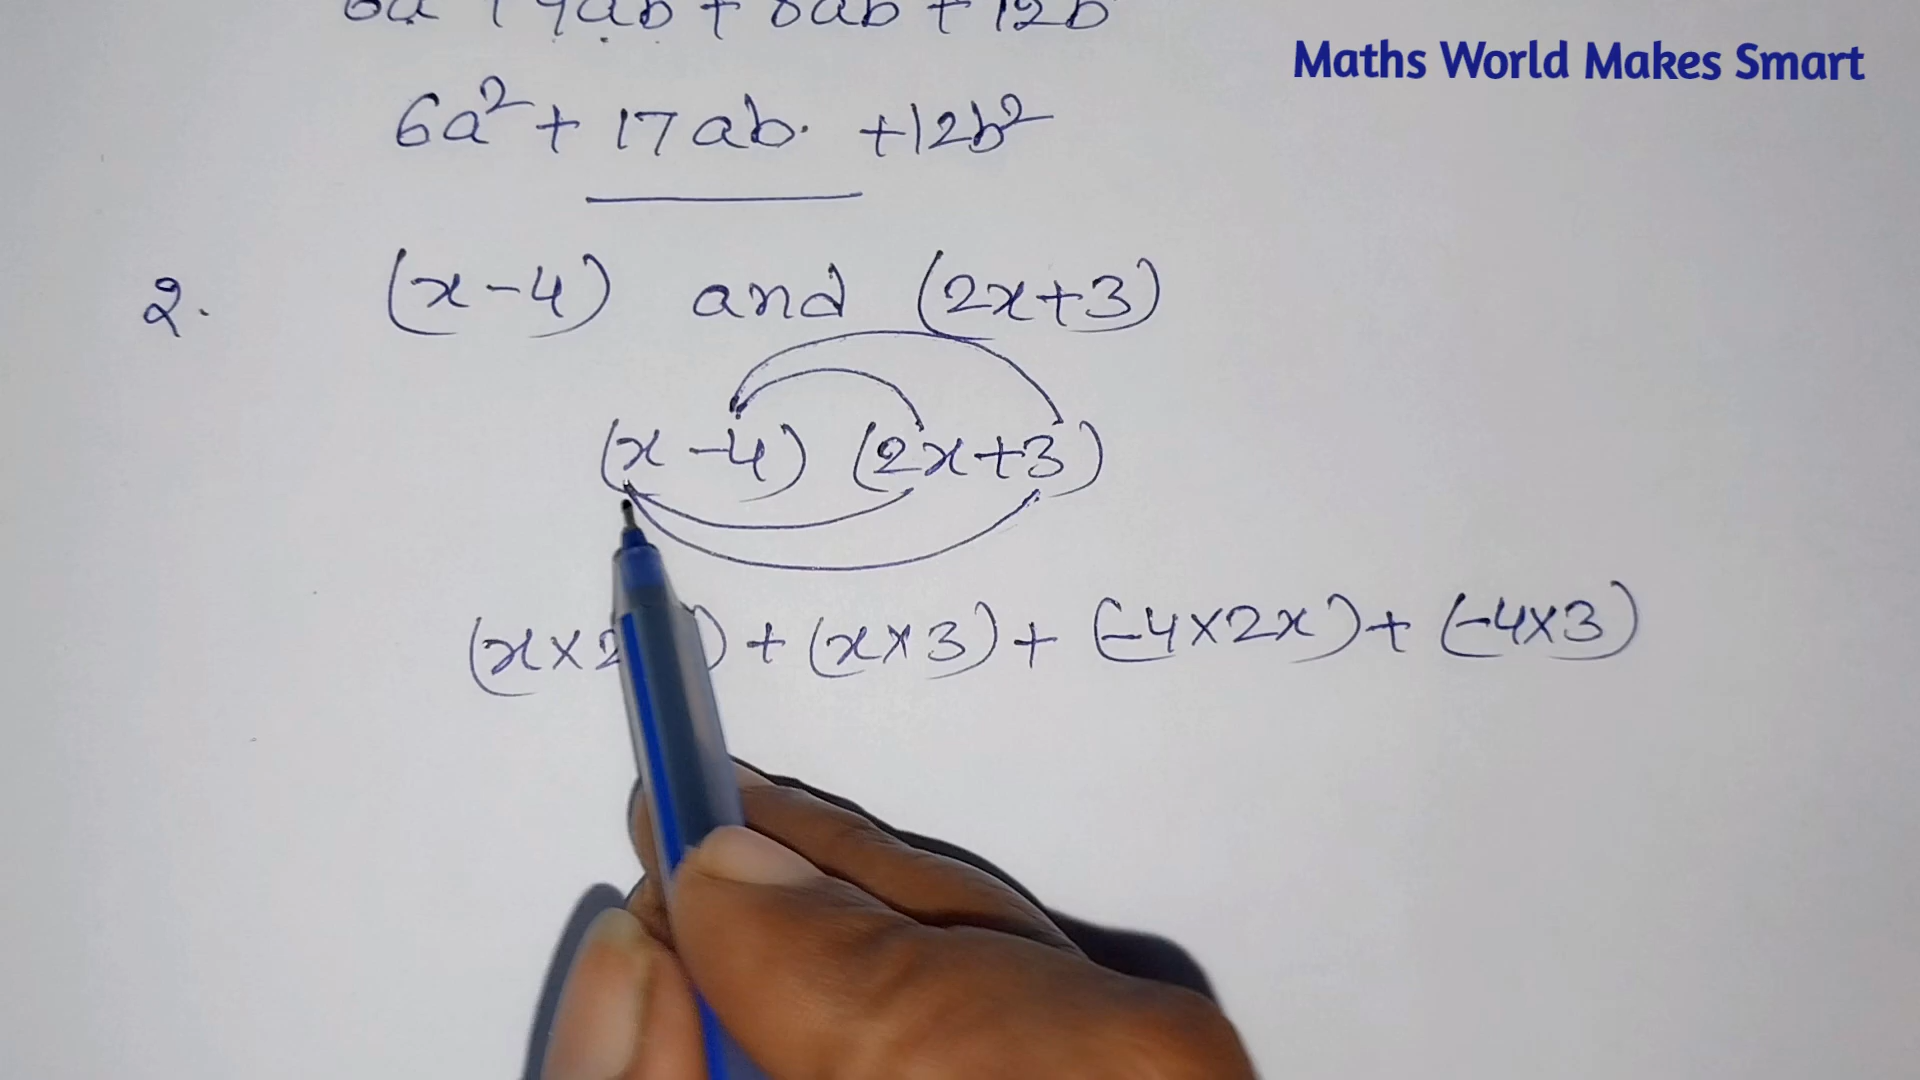 Maths World Makes Smart
6a² + 17ab. +12b²
2. (x-4) and (2x+3)
(x-4) (2x+3)
(x×2 ) + (x×3) + (-4×2x) + (-4×3)